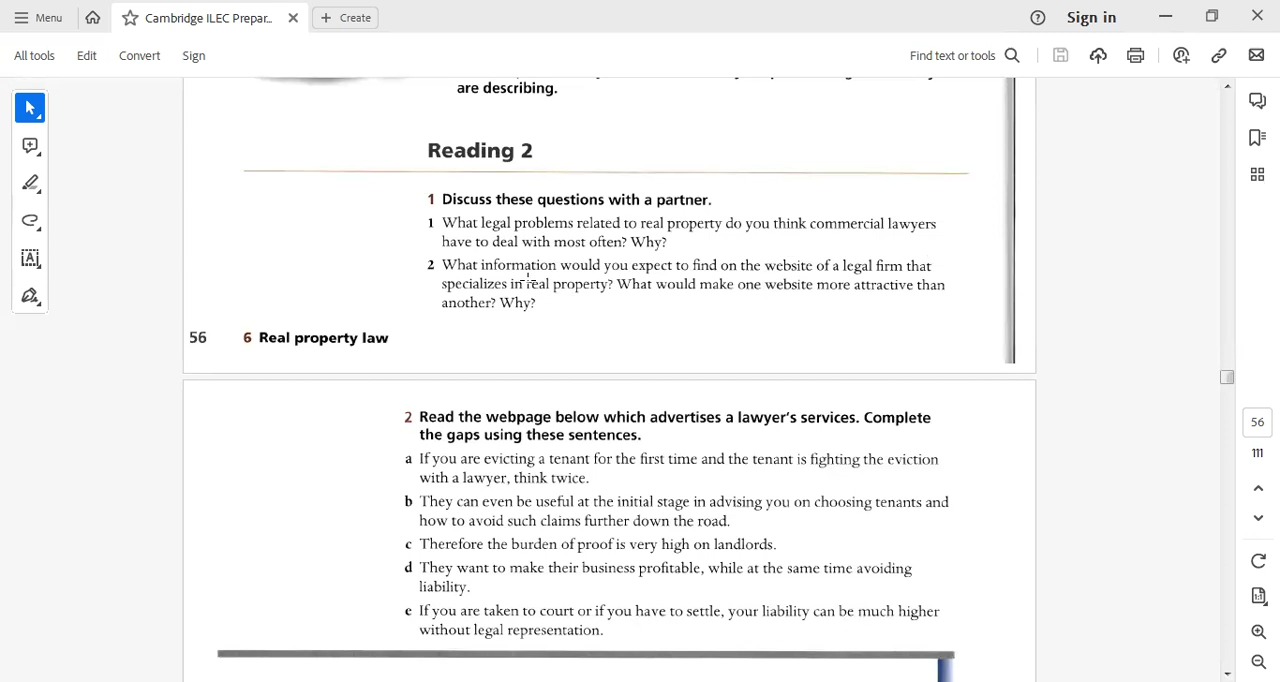 Menu
Cambridge ILEC Prepar...
Create
Sign in
All tools
Edit
Convert
Sign
Find text or tools
are describing.
Reading 2
1 Discuss these questions with a partner.
1 What legal problems related to real property do you think commercial lawyers
have to deal with most often? Why?
2 What information would you expect to find on the website of a legal firm that
specializes in real property? What would make one website more attractive than
another? Why?
56 6 Real property law
2 Read the webpage below which advertises a lawyer's services. Complete
the gaps using these sentences.
a If you are evicting a tenant for the first time and the tenant is fighting the eviction
with a lawyer, think twice.
b They can even be useful at the initial stage in advising you on choosing tenants and
how to avoid such claims further down the road.
c Therefore the burden of proof is very high on landlords.
d They want to make their business profitable, while at the same time avoiding
liability.
e If you are taken to court or if you have to settle, your liability can be much higher
without legal representation.
56
111